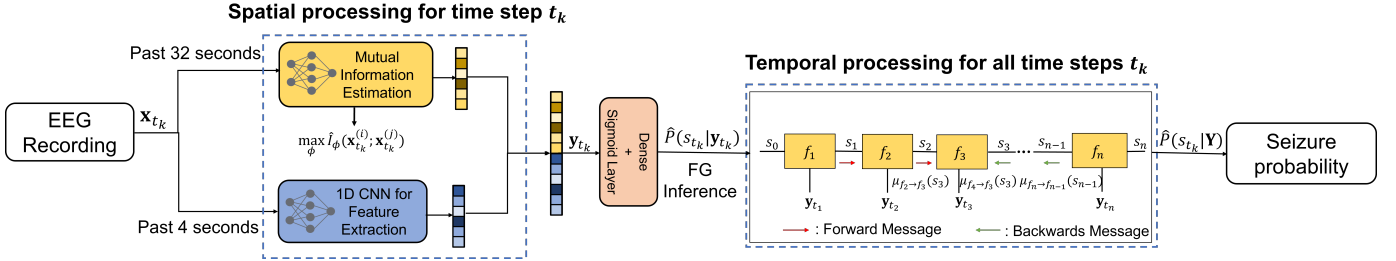 Spatial processing for time step t_k
Past 32 seconds
Mutual
Information
Estimation
EEG
Recording
𝐱_{t_k}
max_ϕ Î_ϕ(𝐱_{t_k}^{(i)}; 𝐱_{t_k}^{(j)})
1D CNN for
Feature
Extraction
Past 4 seconds
𝐲_{t_k}
Dense
+
Sigmoid Layer
P̂(s_{t_k}|𝐲_{t_k})
FG
Inference
Temporal processing for all time steps t_k
s_0 f_1 s_1 f_2 s_2 f_3 s_3 ... s_{n−1} f_n s_n
μ_{f_2→f_3}(s_3) μ_{f_4→f_3}(s_3) μ_{f_n→f_{n−1}}(s_{n−1})
𝐲_{t_1} 𝐲_{t_2} 𝐲_{t_3} 𝐲_{t_n}
: Forward Message : Backwards Message
P̂(s_{t_k}|𝐘)
Seizure
probability